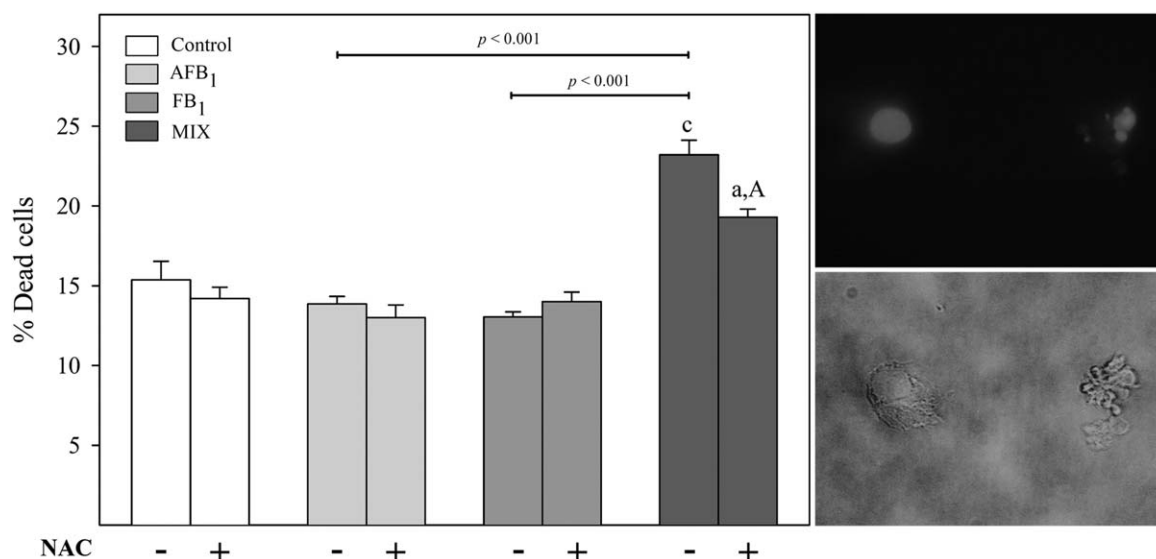 % Dead cells
30
25
20
15
10
5
Control
AFB1
FB1
MIX
p < 0.001
p < 0.001
c
a,A
NAC - + - + - + - +